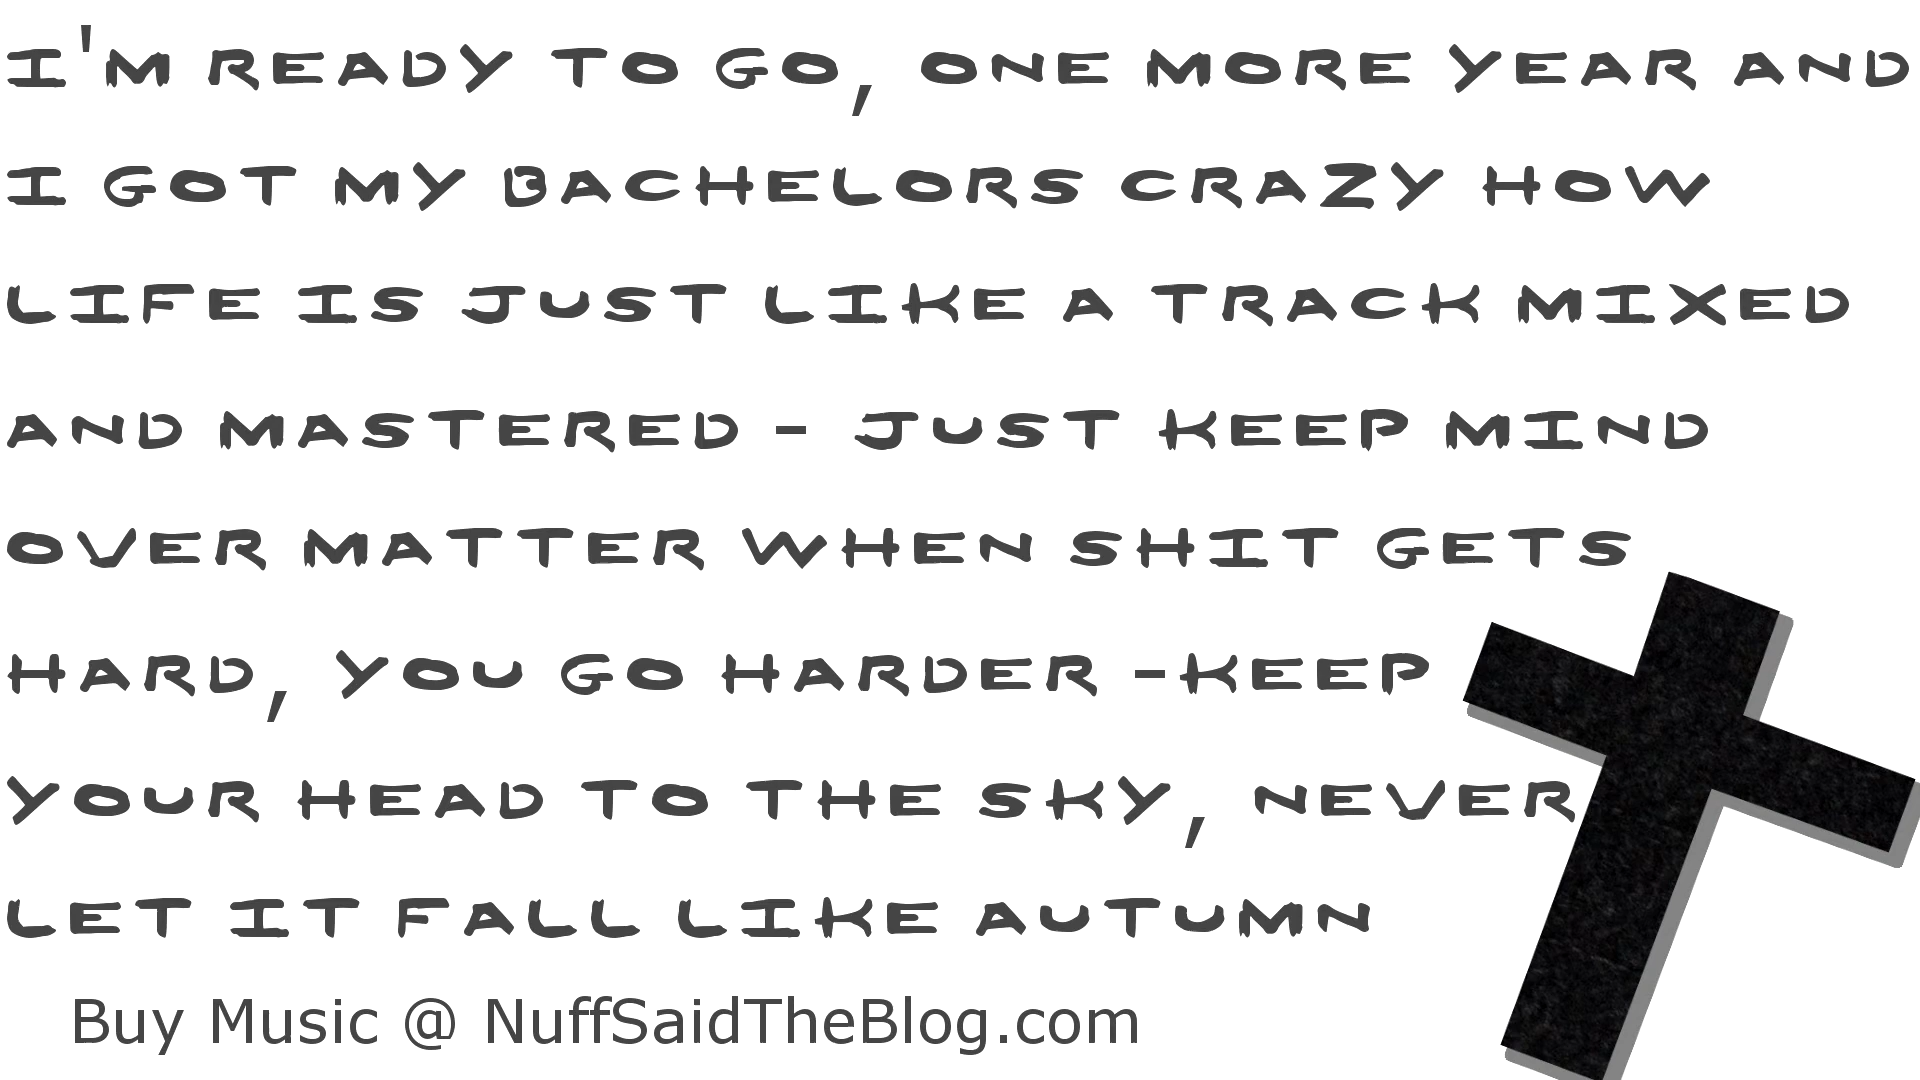 I'M READY TO GO, ONE MORE YEAR AND
I GOT MY BACHELORS CRAZY HOW
LIFE IS JUST LIKE A TRACK MIXED
AND MASTERED - JUST KEEP MIND
OVER MATTER WHEN SHIT GETS
HARD, YOU GO HARDER -KEEP
YOUR HEAD TO THE SKY, NEVER
LET IT FALL LIKE AUTUMN
Buy Music @ NuffSaidTheBlog.com